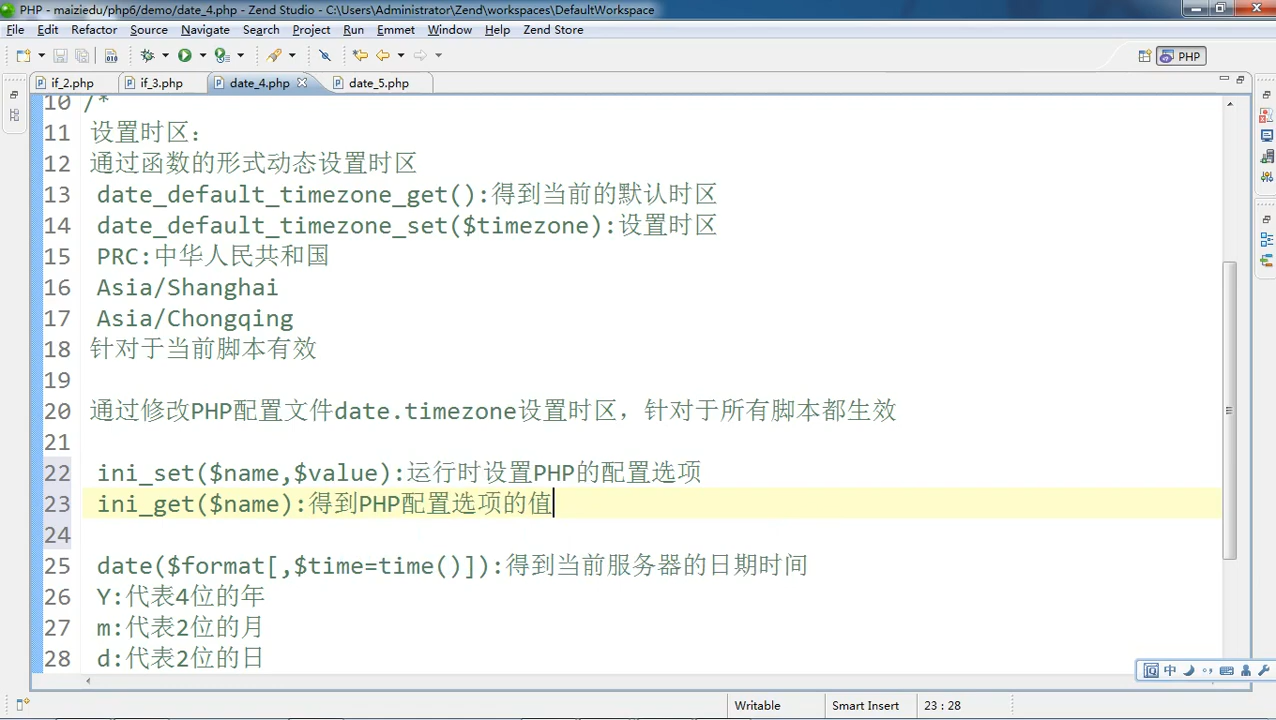 PHP - maiziedu/php6/demo/date_4.php - Zend Studio - C:\Users\Administrator\Zend\workspaces\DefaultWorkspace
File Edit Refactor Source Navigate Search Project Run Emmet Window Help Zend Store
PHP
if_2.php if_3.php date_4.php date_5.php
10 /*
11 设置时区:
12 通过函数的形式动态设置时区
13 date_default_timezone_get():得到当前的默认时区
14 date_default_timezone_set($timezone):设置时区
15 PRC:中华人民共和国
16 Asia/Shanghai
17 Asia/Chongqing
18 针对于当前脚本有效
19
20 通过修改PHP配置文件date.timezone设置时区，针对于所有脚本都生效
21
22 ini_set($name,$value):运行时设置PHP的配置选项
23 ini_get($name):得到PHP配置选项的值
24
25 date($format[,$time=time()]):得到当前服务器的日期时间
26 Y:代表4位的年
27 m:代表2位的月
28 d:代表2位的日
中
Writable Smart Insert 23 : 28